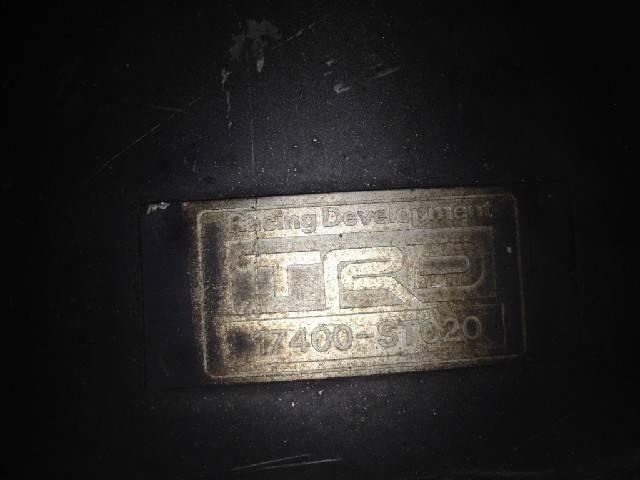 Racing Development
TRD
17400-ST020